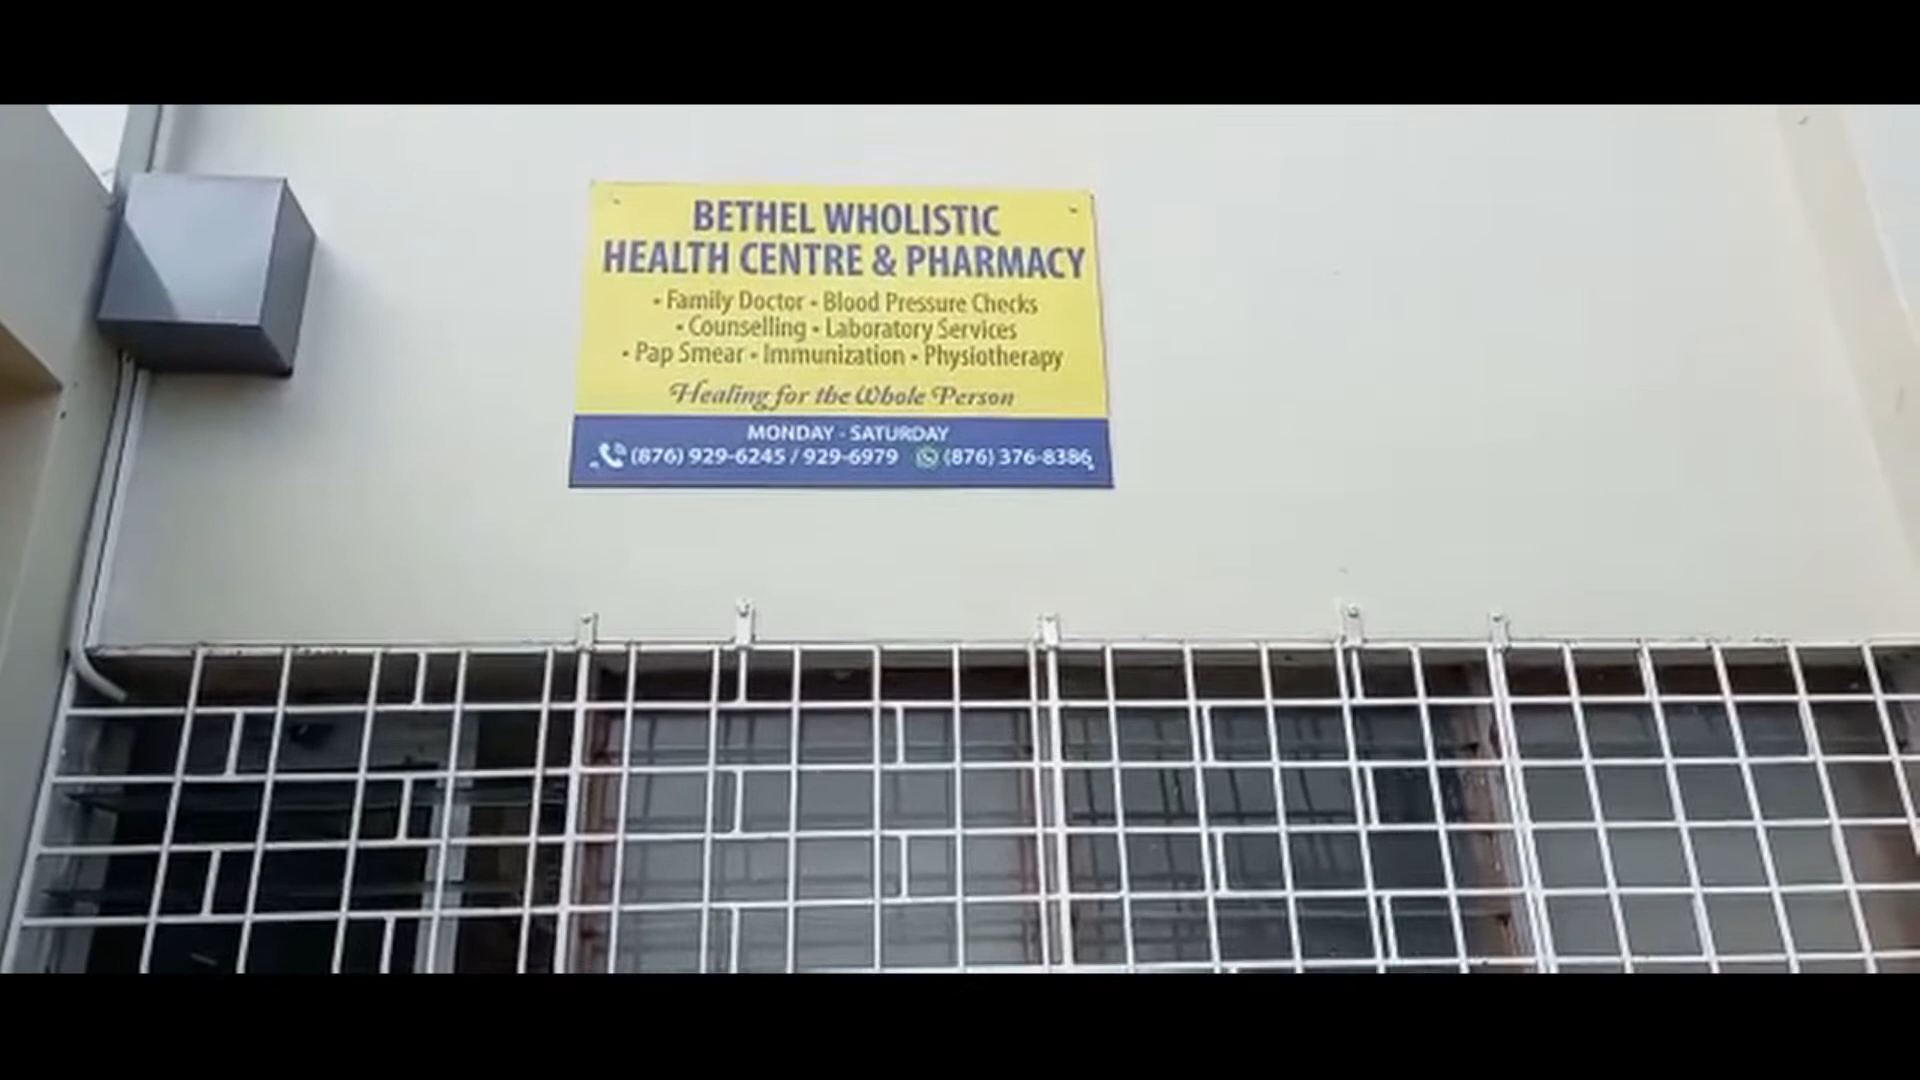 BETHEL WHOLISTIC
HEALTH CENTRE & PHARMACY
• Family Doctor • Blood Pressure Checks
• Counselling • Laboratory Services
• Pap Smear • Immunization • Physiotherapy
Healing for the Whole Person
MONDAY - SATURDAY
(876) 929-6245 / 929-6979 (876) 376-8386